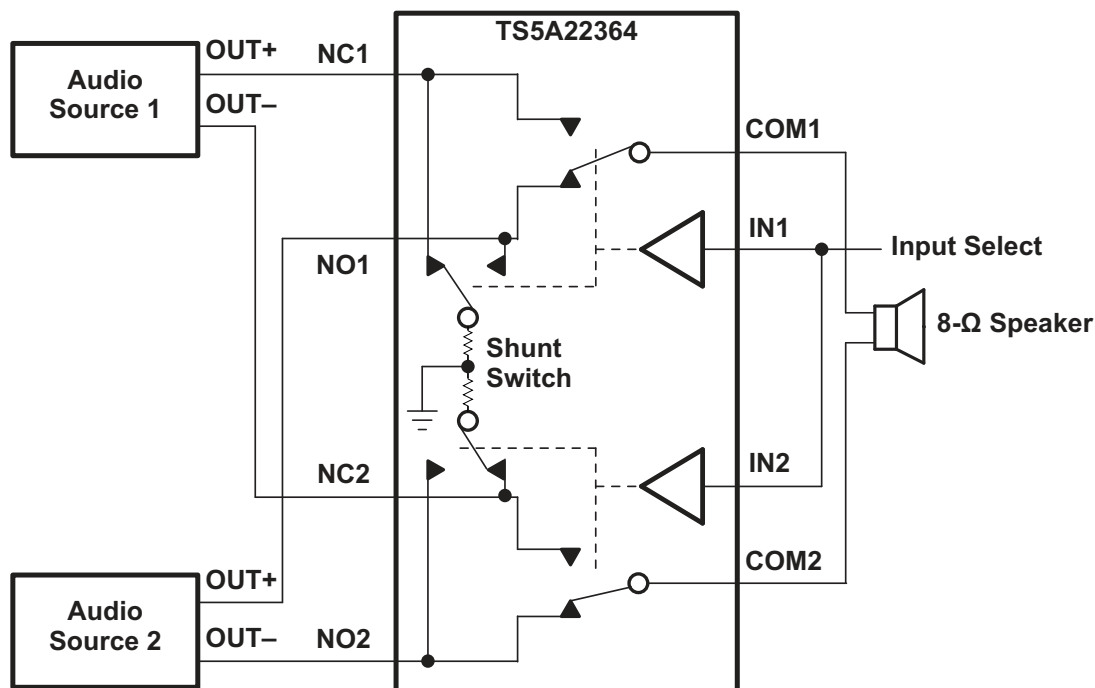 TS5A22364
Audio
Source 1
OUT+
OUT–
NC1
COM1
IN1
Input Select
NO1
8-Ω Speaker
Shunt
Switch
NC2
IN2
COM2
Audio
Source 2
OUT+
OUT–
NO2